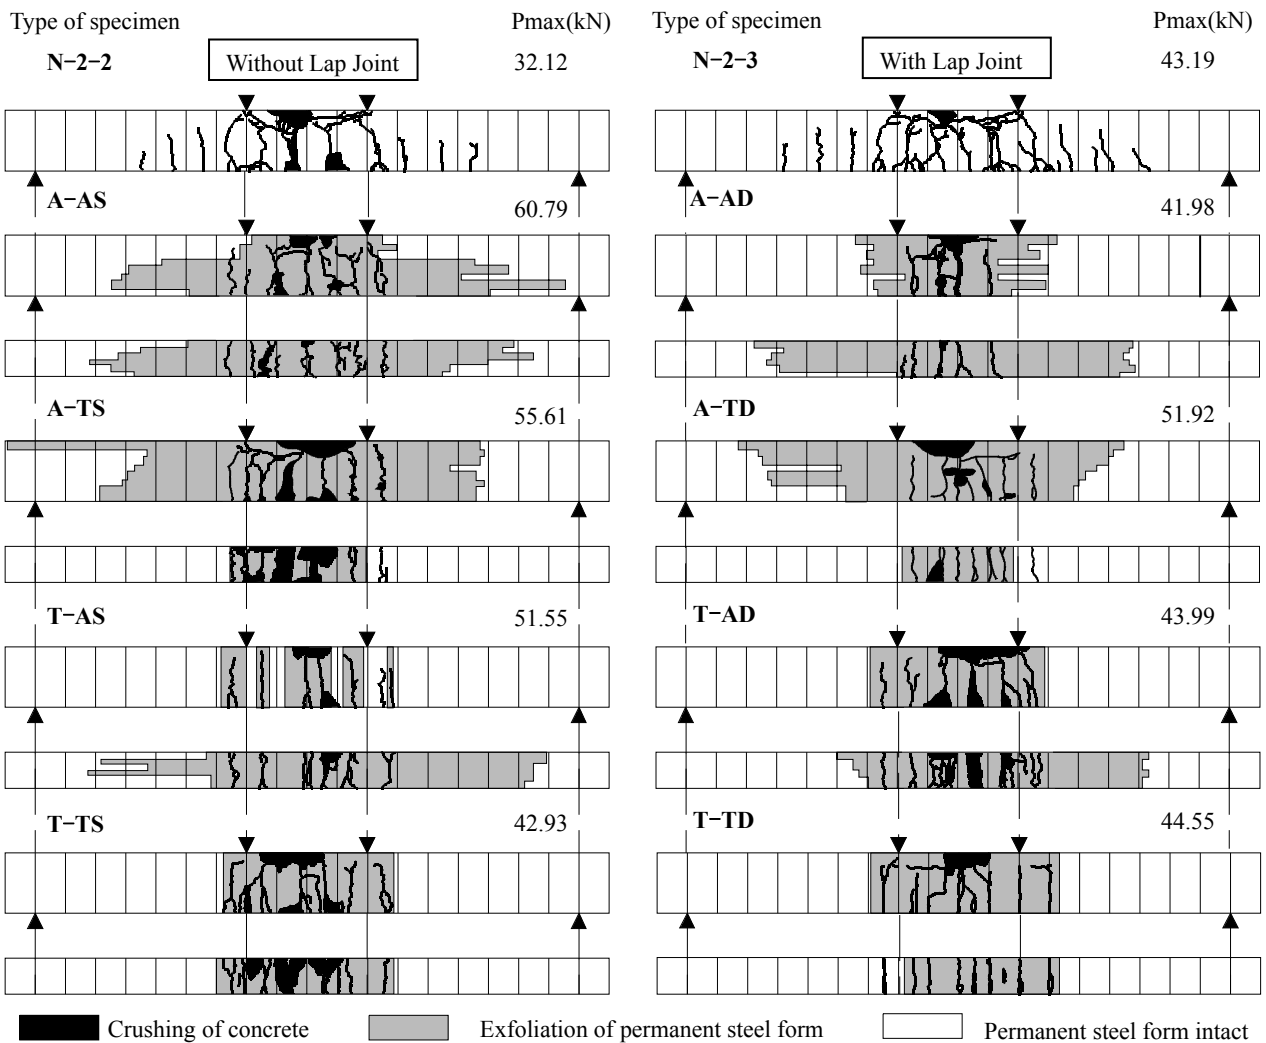 Type of specimen Pmax(kN) Type of specimen Pmax(kN)
N-2-2 Without Lap Joint 32.12 N-2-3 With Lap Joint 43.19
A-AS 60.79 A-AD 41.98
A-TS 55.61 A-TD 51.92
T-AS 51.55 T-AD 43.99
T-TS 42.93 T-TD 44.55
Crushing of concrete Exfoliation of permanent steel form Permanent steel form intact